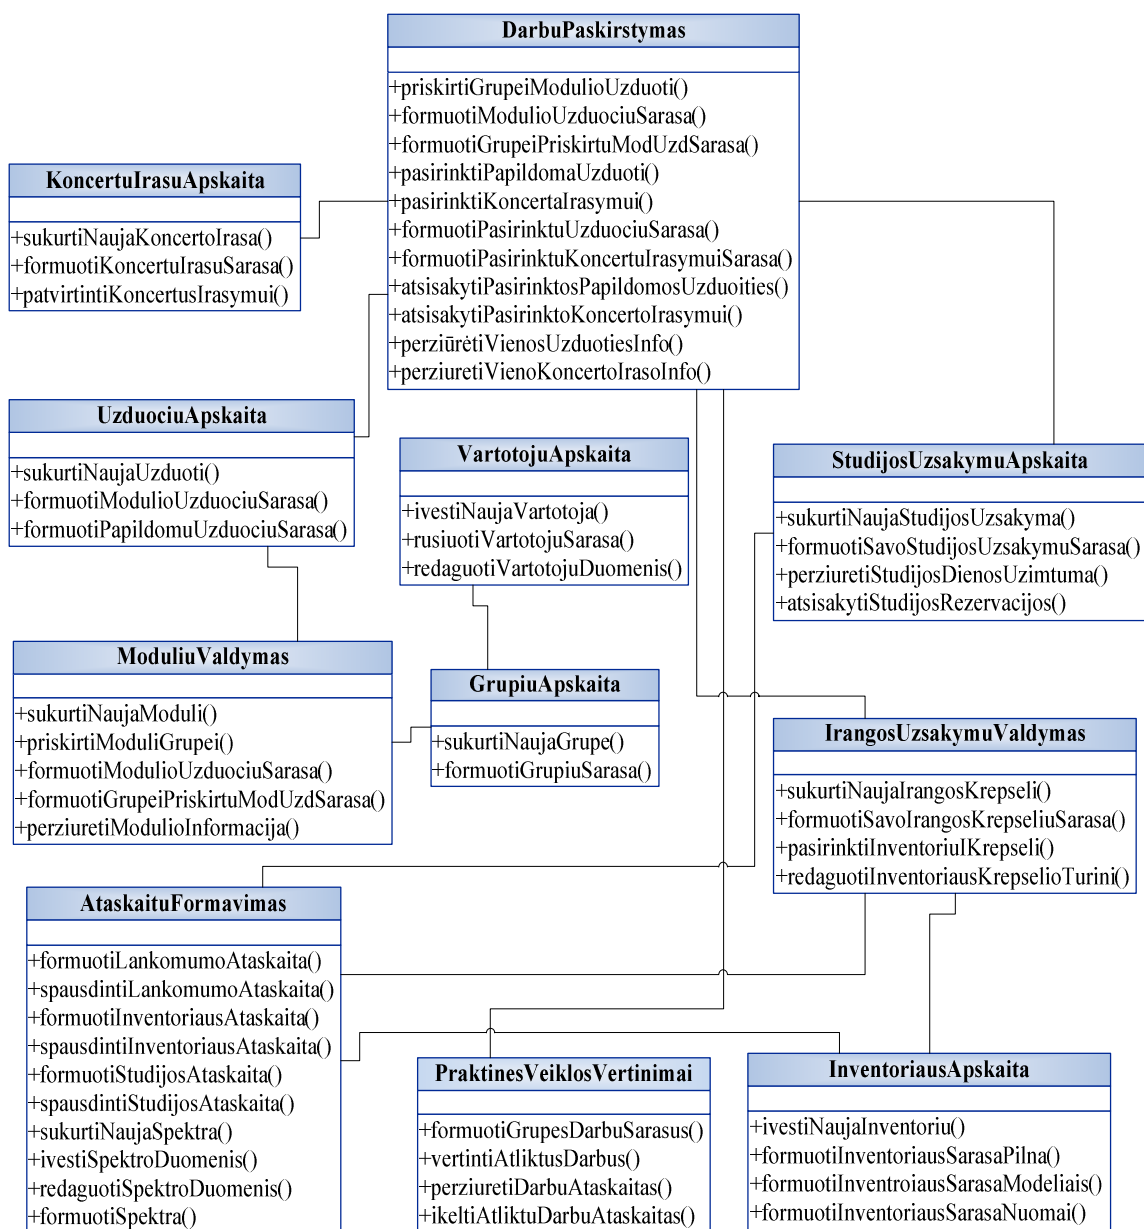 DarbuPaskirstymas
+priskirtiGrupeiModulioUzduoti()
+formuotiModulioUzduociuSarasa()
+formuotiGrupeiPriskirtuModUzdSarasa()
+pasirinktiPapildomaUzduoti()
+pasirinktiKoncertaIrasymui()
+formuotiPasirinktuUzduociuSarasa()
+formuotiPasirinktuKoncertuIrasymuiSarasa()
+atsisakytiPasirinktosPapildomosUzduoities()
+atsisakytiPasirinktoKoncertoIrasymui()
+perziūrėtiVienosUzduotiesInfo()
+perziuretiVienoKoncertoIrasoInfo()
KoncertuIrasuApskaita
+sukurtiNaujaKoncertoIrasa()
+formuotiKoncertuIrasuSarasa()
+patvirtintiKoncertusIrasymui()
UzduociuApskaita
+sukurtiNaujaUzduoti()
+formuotiModulioUzduociuSarasa()
+formuotiPapildomuUzduociuSarasa()
VartotojuApskaita
+ivestiNaujaVartotoja()
+rusiuotiVartotojuSarasa()
+redaguotiVartotojuDuomenis()
StudijosUzsakymuApskaita
+sukurtiNaujaStudijosUzsakyma()
+formuotiSavoStudijosUzsakymuSarasa()
+perziuretiStudijosDienosUzimtuma()
+atsisakytiStudijosRezervacijos()
ModuliuValdymas
+sukurtiNaujaModuli()
+priskirtiModuliGrupei()
+formuotiModulioUzduociuSarasa()
+formuotiGrupeiPriskirtuModUzdSarasa()
+perziuretiModulioInformacija()
GrupiuApskaita
+sukurtiNaujaGrupe()
+formuotiGrupiuSarasa()
IrangosUzsakymuValdymas
+sukurtiNaujaIrangosKrepseli()
+formuotiSavoIrangosKrepseliuSarasa()
+pasirinktiInventoriuIKrepseli()
+redaguotiInventoriausKrepselioTurini()
AtaskaituFormavimas
+formuotiLankomumoAtaskaita()
+spausdintiLankomumoAtaskaita()
+formuotiInventoriausAtaskaita()
+spausdintiInventoriausAtaskaita()
+formuotiStudijosAtaskaita()
+spausdintiStudijosAtaskaita()
+sukurtiNaujaSpektra()
+ivestiSpektroDuomenis()
+redaguotiSpektroDuomenis()
+formuotiSpektra()
PraktinesVeiklosVertinimai
+formuotiGrupesDarbuSarasus()
+vertintiAtliktusDarbus()
+perziuretiDarbuAtaskaitas()
+ikeltiAtliktuDarbuAtaskaitas()
InventoriausApskaita
+ivestiNaujaInventoriu()
+formuotiInventoriausSarasaPilna()
+formuotiInventroiausSarasaModeliais()
+formuotiInventoriausSarasaNuomai()